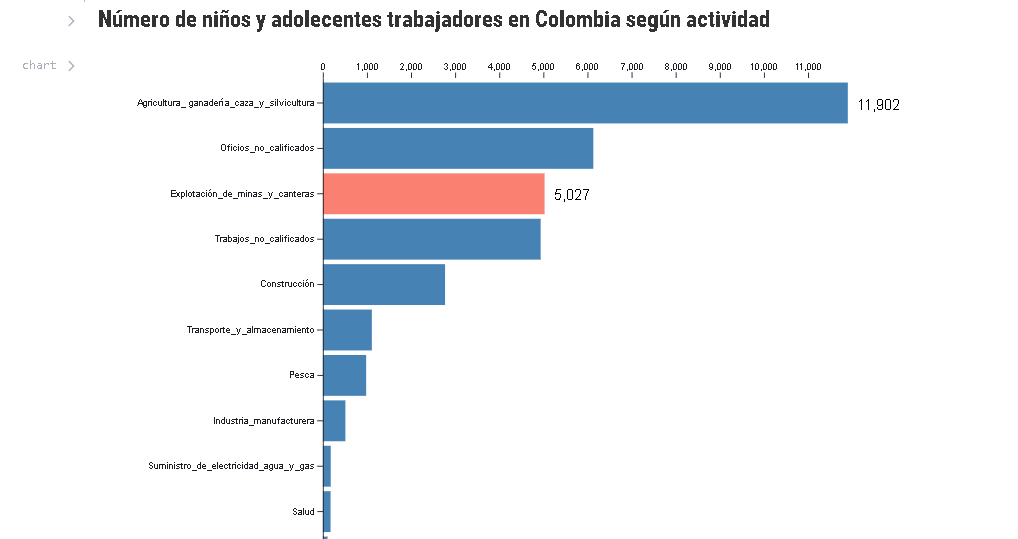 Número de niños y adolecentes trabajadores en Colombia según actividad
chart
0 1,000 2,000 3,000 4,000 5,000 6,000 7,000 8,000 9,000 10,000 11,000
Agricultura_ ganadería_caza_y_silvicultura 11,902
Oficios_no_calificados
Explotación_de_minas_y_canteras 5,027
Trabajos_no_calificados
Construcción
Transporte_y_almacenamiento
Pesca
Industria_manufacturera
Suministro_de_electricidad_agua_y_gas
Salud